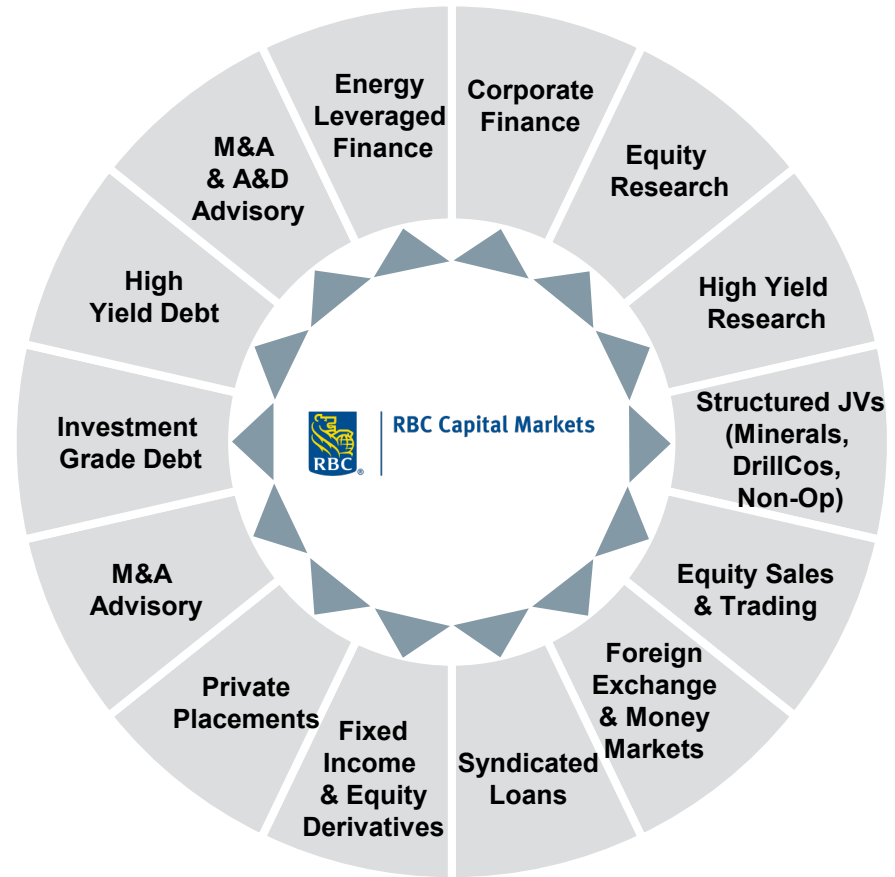 Energy
Leveraged
Finance
Corporate
Finance
Equity
Research
High Yield
Research
Structured JVs
(Minerals,
DrillCos,
Non-Op)
Equity Sales
& Trading
Foreign
Exchange
& Money
Markets
Syndicated
Loans
Fixed
Income
& Equity
Derivatives
Private
Placements
M&A
Advisory
Investment
Grade Debt
High
Yield Debt
M&A
& A&D
Advisory
RBC
®
RBC Capital Markets